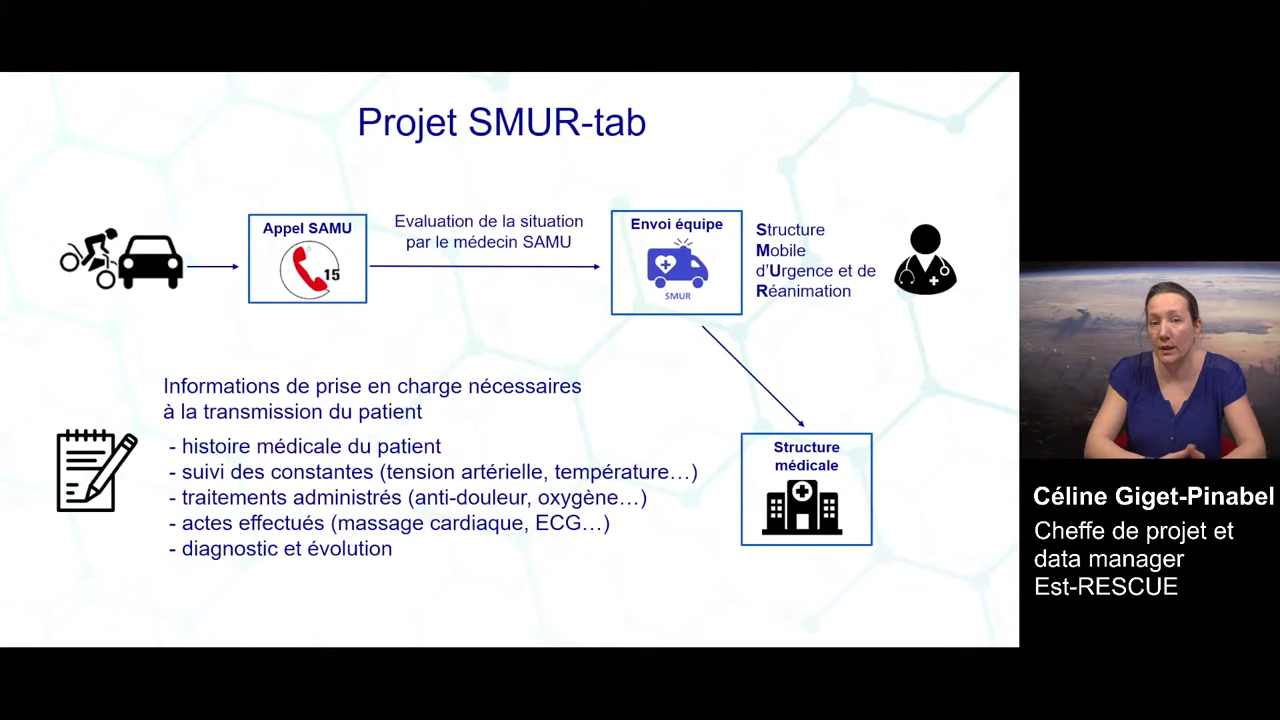 Projet SMUR-tab
Appel SAMU
15
Evaluation de la situation
par le médecin SAMU
Envoi équipe
SMUR
Structure
Mobile
d'Urgence et de
Réanimation
Informations de prise en charge nécessaires
à la transmission du patient
- histoire médicale du patient
- suivi des constantes (tension artérielle, température…)
- traitements administrés (anti-douleur, oxygène…)
- actes effectués (massage cardiaque, ECG…)
- diagnostic et évolution
Structure
médicale
Céline Giget-Pinabel
Cheffe de projet et
data manager
Est-RESCUE